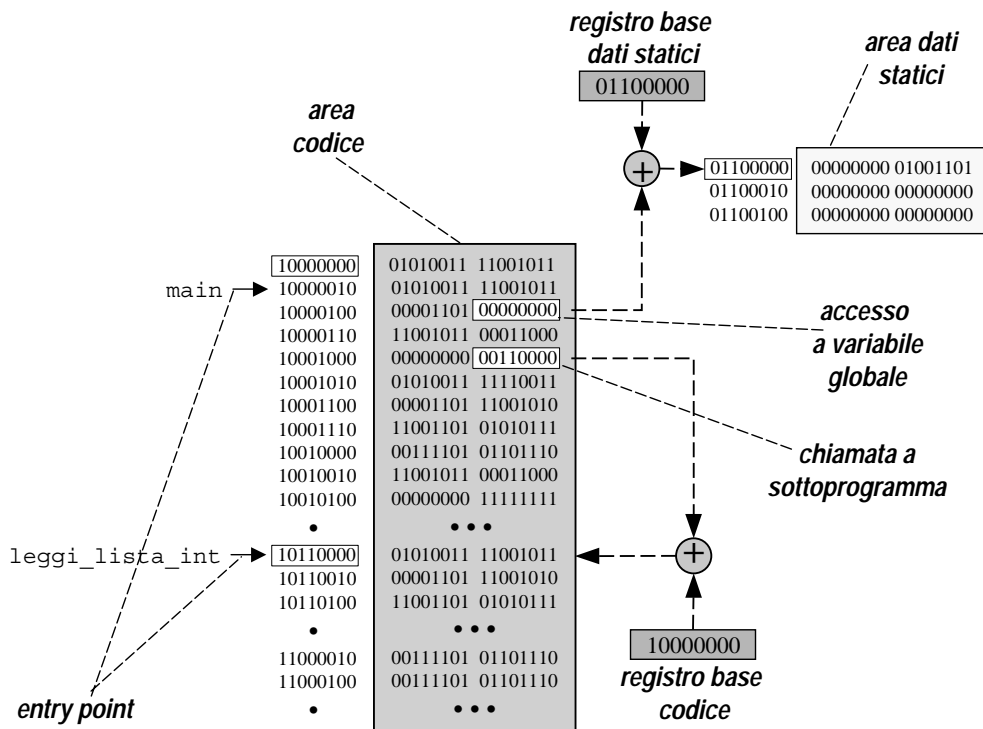 registro base
dati statici
01100000
area dati
statici
area
codice
01100000 00000000 01001101
01100010 00000000 00000000
01100100 00000000 00000000
10000000 01010011 11001011
main 10000010 01010011 11001011
10000100 00001101 00000000
10000110 11001011 00011000
10001000 00000000 00110000
10001010 01010011 11110011
10001100 00001101 11001010
10001110 11001101 01010111
10010000 00111101 01101110
10010010 11001011 00011000
10010100 00000000 11111111
• • • •
leggi_lista_int 10110000 01010011 11001011
10110010 00001101 11001010
10110100 11001101 01010111
• • • •
11000010 00111101 01101110
11000100 00111101 01101110
• • • •
accesso
a variabile
globale
chiamata a
sottoprogramma
10000000
registro base
codice
entry point